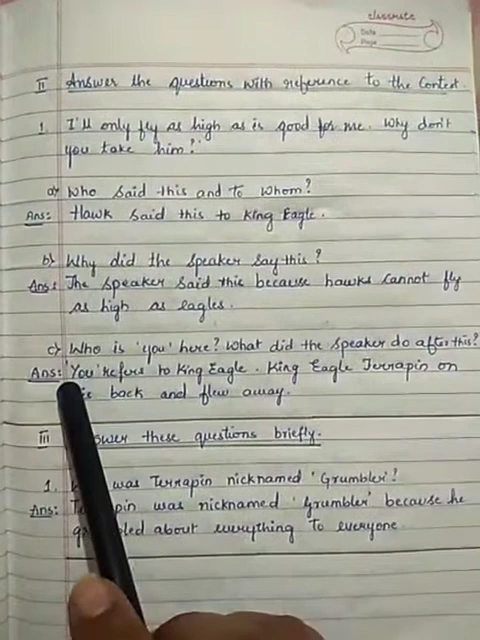 classmate
Date
Page
II Answer the questions with reference to the Context.
1. I'll only fly as high as is good for me. Why don't
you take him?'
a) Who said this and to whom?
Ans: Hawk said this to King Eagle.
b) Why did the speaker say this?
Ans: The speaker said this because hawks cannot fly
as high as eagles.
c) Who is 'you' here? What did the speaker do after this?
Ans: 'You' refers to King Eagle. King Eagle Terrapin on
back and flew away.
III these questions briefly.
1. was Terrapin nicknamed 'Grumbler'?
Ans: was nicknamed 'Grumbler' because he
about everything to everyone